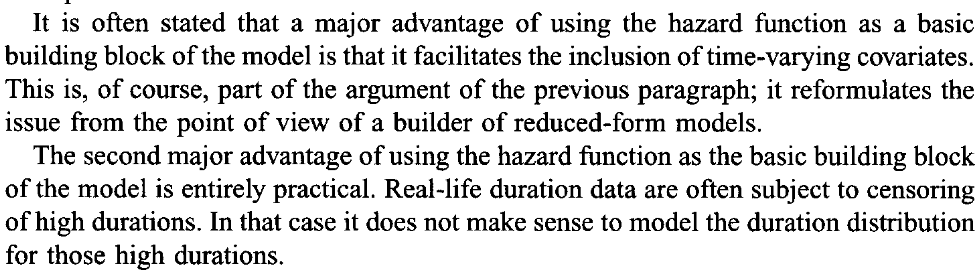 It is often stated that a major advantage of using the hazard function as a basic
building block of the model is that it facilitates the inclusion of time-varying covariates.
This is, of course, part of the argument of the previous paragraph; it reformulates the
issue from the point of view of a builder of reduced-form models.
The second major advantage of using the hazard function as the basic building block
of the model is entirely practical. Real-life duration data are often subject to censoring
of high durations. In that case it does not make sense to model the duration distribution
for those high durations.